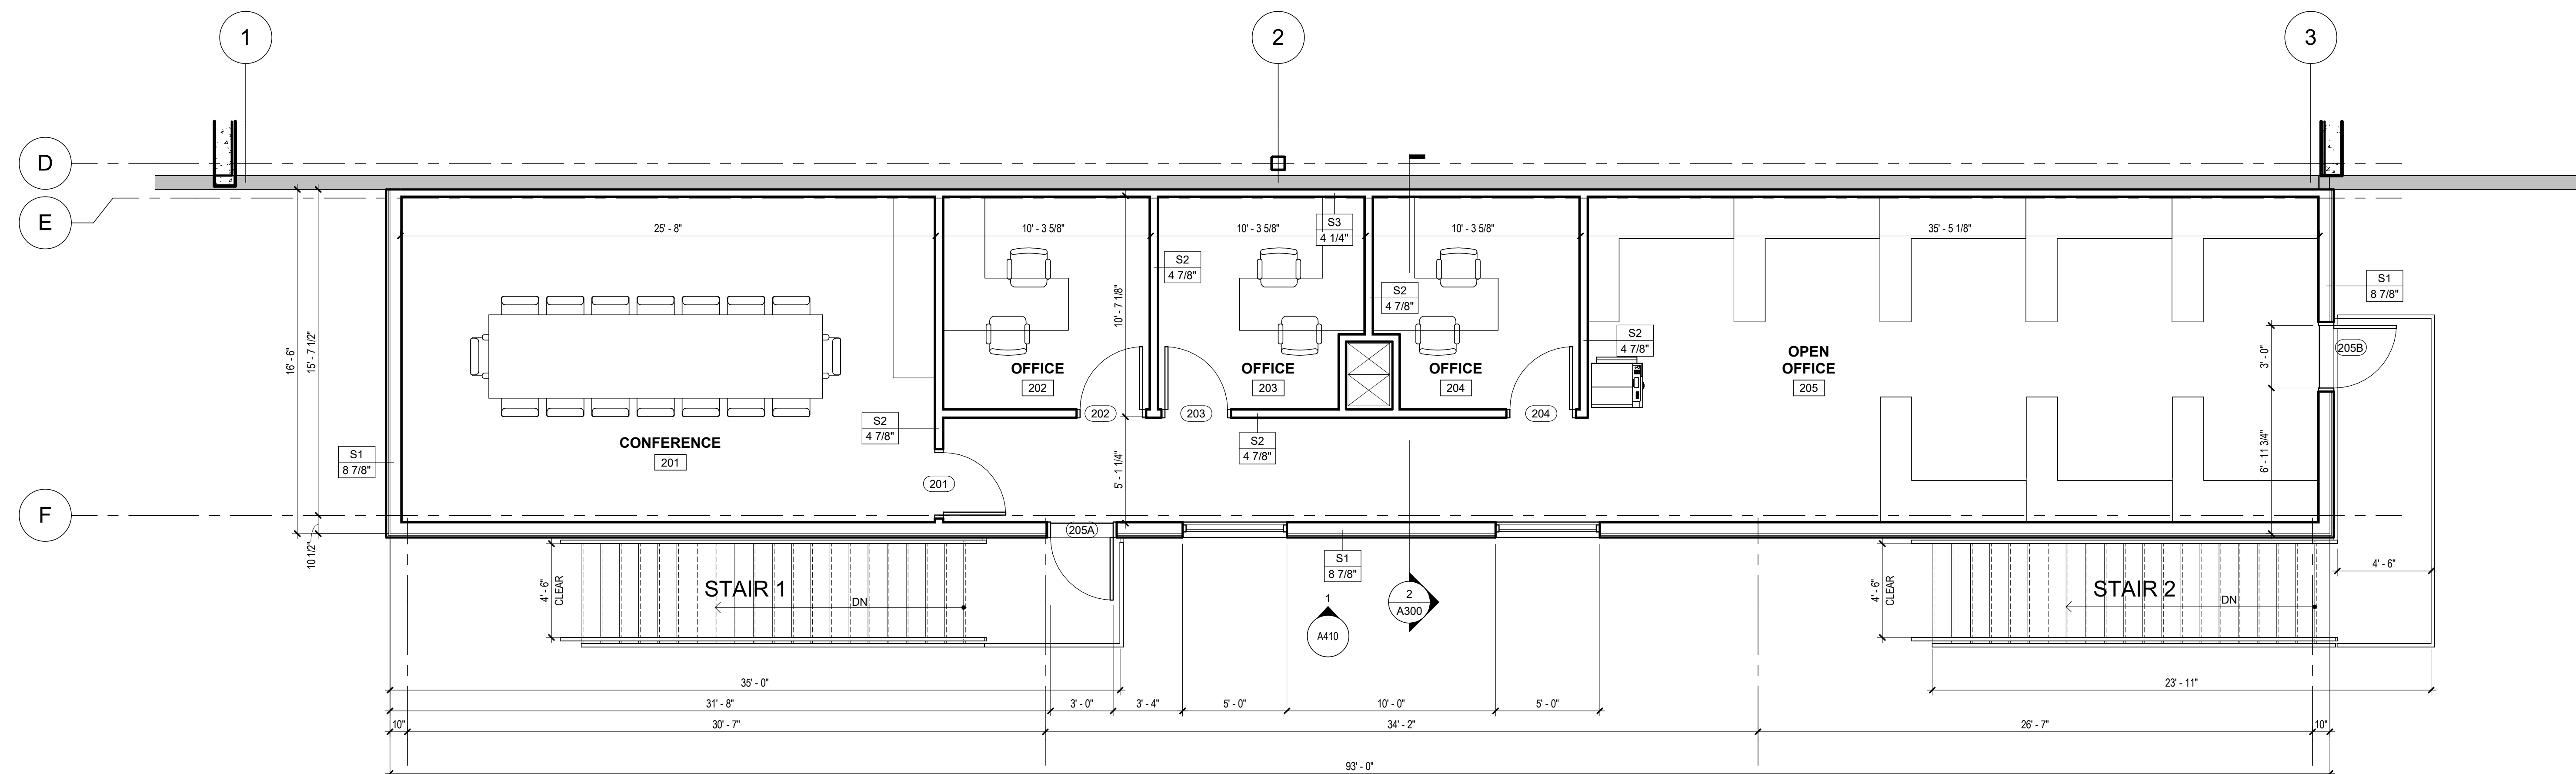 1
2
3
D
E
F
25' - 8"
10' - 3 5/8"
10' - 3 5/8"
10' - 3 5/8"
35' - 5 1/8"
S3
4 1/4"
S2
4 7/8"
S2
4 7/8"
S2
4 7/8"
S1
8 7/8"
16' - 6"
15' - 7 1/2"
10' - 7 1/8"
OFFICE
202
OFFICE
203
OFFICE
204
OPEN
OFFICE
205
205B
3' - 0"
202
203
204
S2
4 7/8"
S2
4 7/8"
CONFERENCE
201
S1
8 7/8"
201
5' - 1 1/4"
6' - 11 3/4"
205A
10 1/2"
S1
8 7/8"
4' - 6"
CLEAR
STAIR 1
DN
1
A410
2
A300
4' - 6"
CLEAR
STAIR 2
DN
4' - 6"
35' - 0"
23' - 11"
31' - 8"
3' - 0"
3' - 4"
5' - 0"
10' - 0"
5' - 0"
10"
30' - 7"
34' - 2"
26' - 7"
10"
93' - 0"